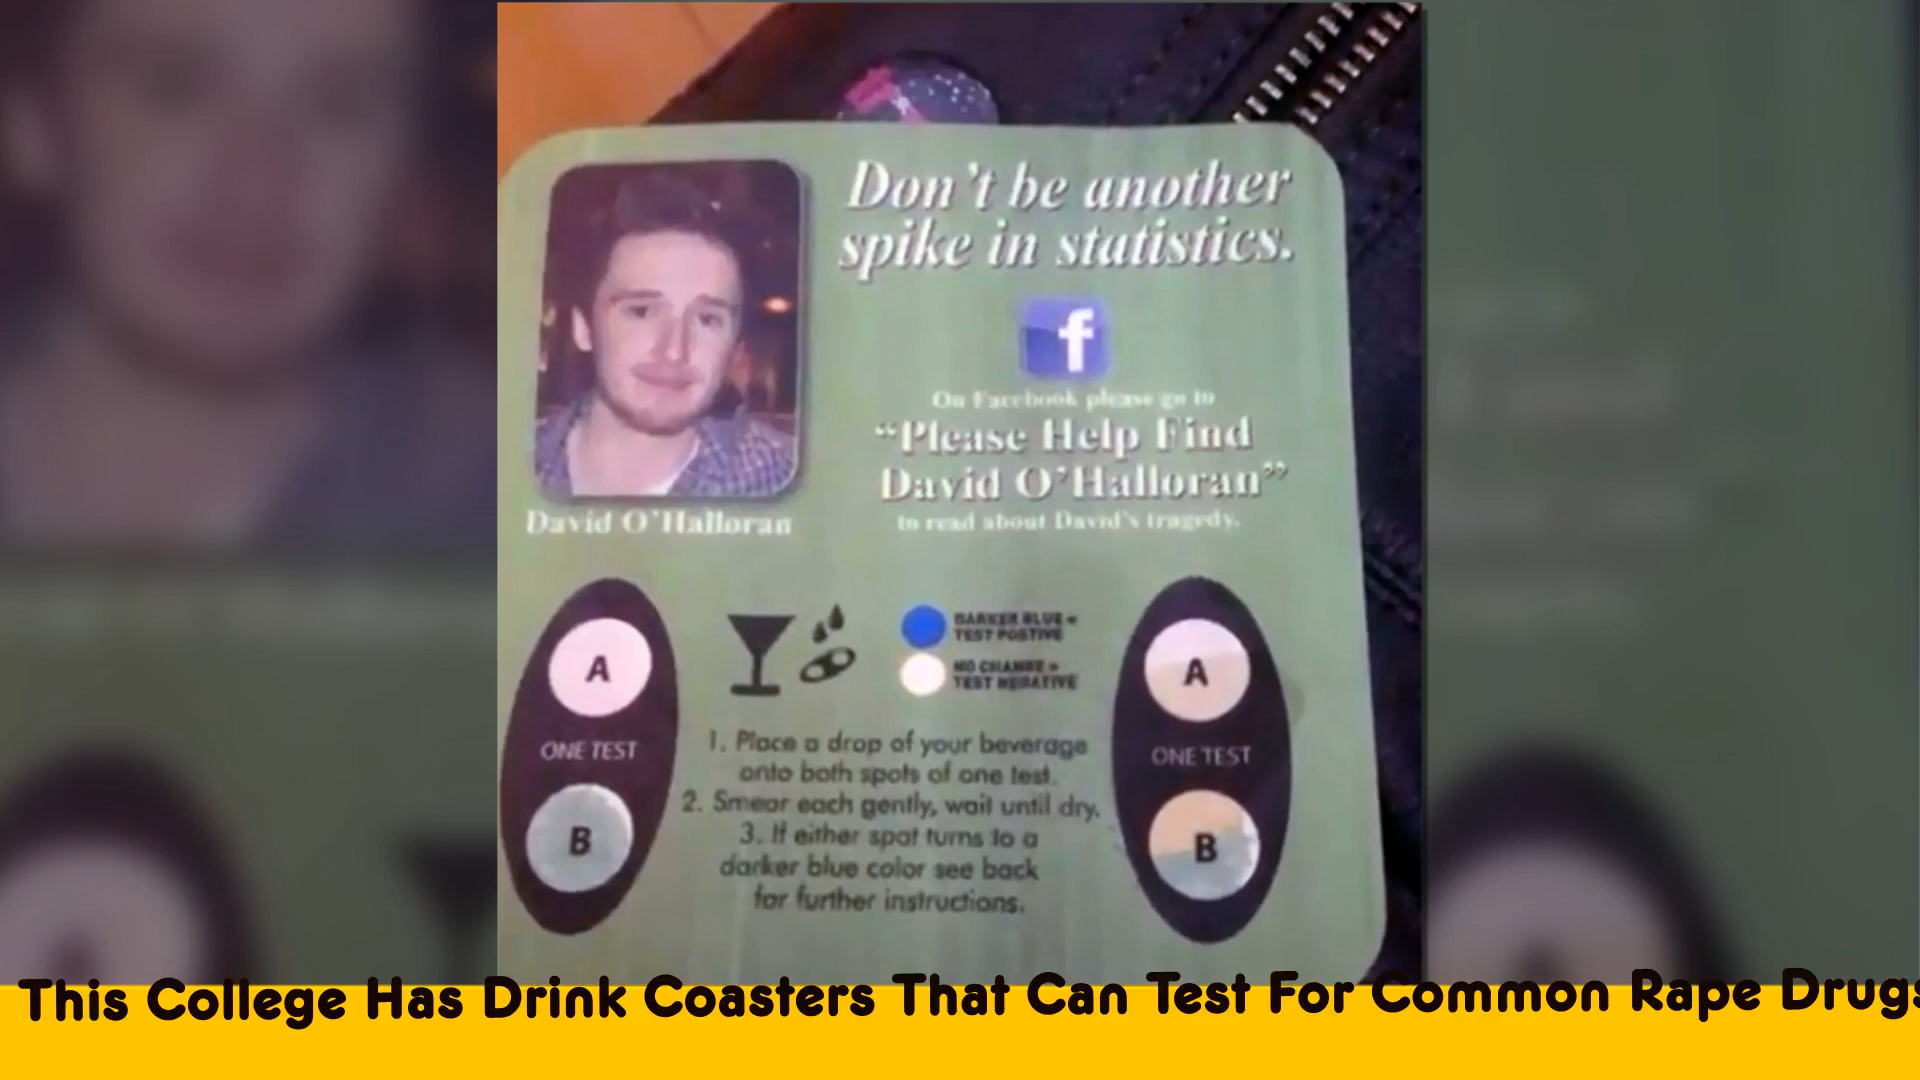 Don't be another
spike in statistics.
f
On Facebook please go to
"Please Help Find
David O'Halloran"
to read about David's tragedy.
David O'Halloran
A
ONE TEST
B
DARKER BLUE =
TEST POSTIVE
NO CHANGE =
TEST NEGATIVE
1. Place a drop of your beverage
onto both spots of one test.
2. Smear each gently, wait until dry.
3. If either spot turns to a
darker blue color see back
for further instructions.
A
ONE TEST
B
This College Has Drink Coasters That Can Test For Common Rape Drugs